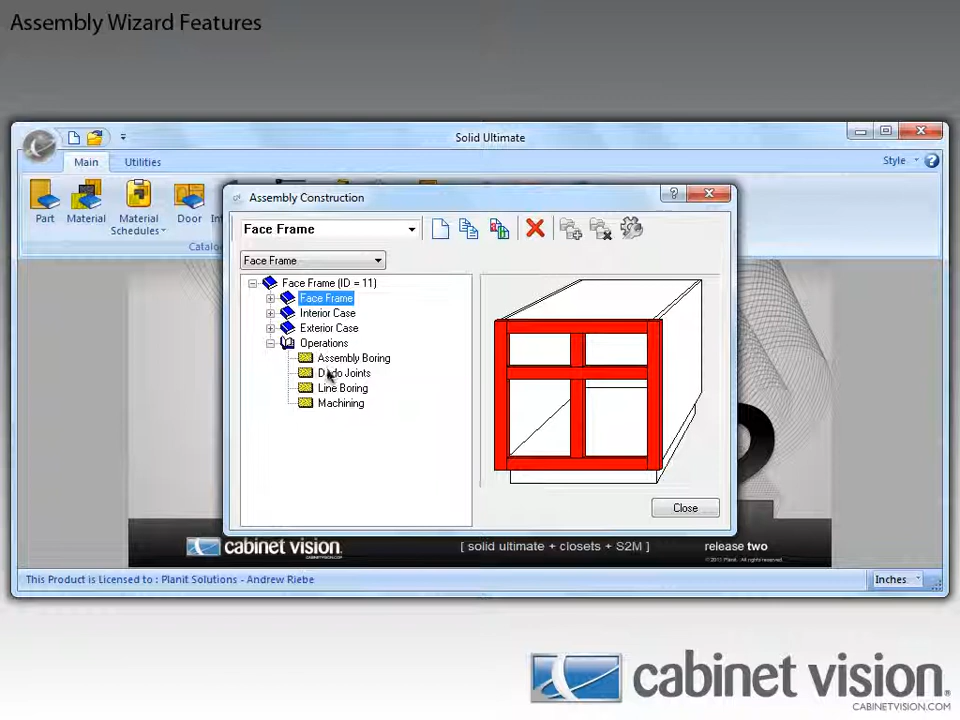 Assembly Wizard Features
Solid Ultimate
Main
Utilities
Style
Part
Material
Material
Schedules
Door
Assembly Construction
Face Frame
Face Frame
Face Frame (ID = 11)
Face Frame
Interior Case
Exterior Case
Operations
Assembly Boring
Dado Joints
Line Boring
Machining
Close
cabinet vision.
[ solid ultimate + closets + S2M ]
release two
This Product is Licensed to : Planit Solutions - Andrew Riebe
Inches
cabinet vision.
CABINETVISION.COM